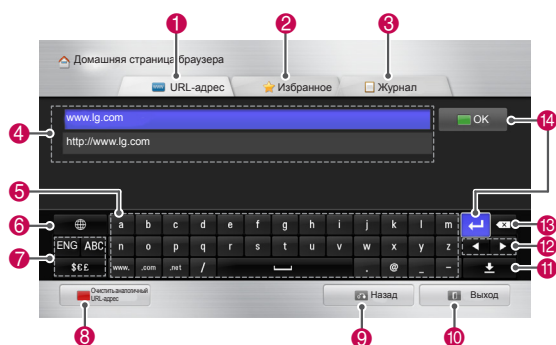 1 2 3
Домашняя страница браузера
URL-адрес Избранное Журнал
4 www.lg.com OK 14
http://www.lg.com
5
6 a b c d e f g h i j k l m 13
ENG ABC n o p q r s t u v w x y z 12
7 $€£ www. .com .net / . @ _ - 11
Очистить аналогичный
URL-адрес
Назад Выход
8 9 10